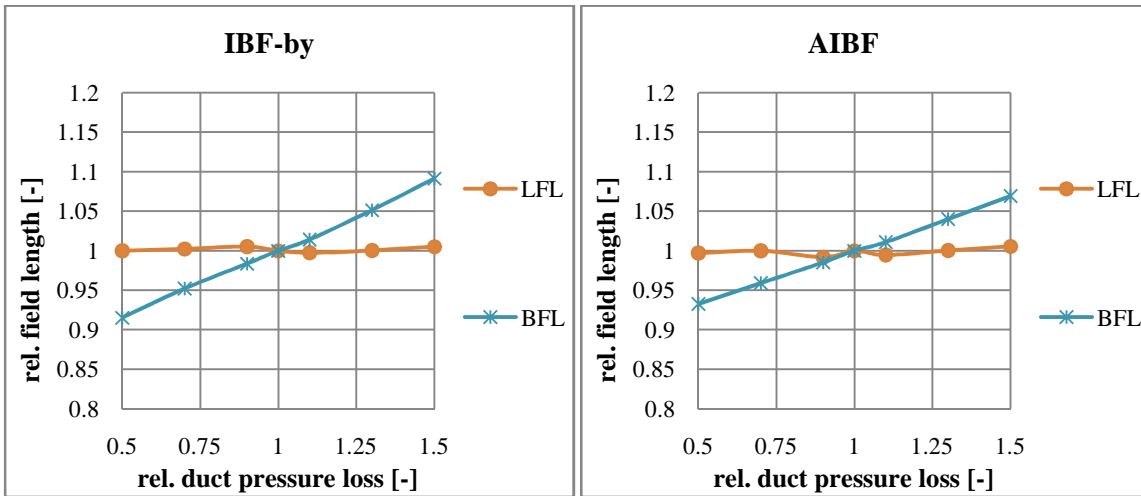 IBF-by
1.2
1.15
1.1
1.05
1
0.95
0.9
0.85
0.8
rel. field length [-]
0.5 0.75 1 1.25 1.5
rel. duct pressure loss [-]
LFL
BFL
AIBF
1.2
1.15
1.1
1.05
1
0.95
0.9
0.85
0.8
rel. field length [-]
0.5 0.75 1 1.25 1.5
rel. duct pressure loss [-]
LFL
BFL